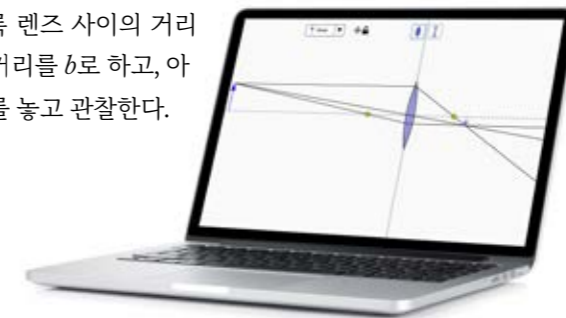 록 렌즈 사이의 거리
거리를 b로 하고, 아
를 놓고 관찰한다.